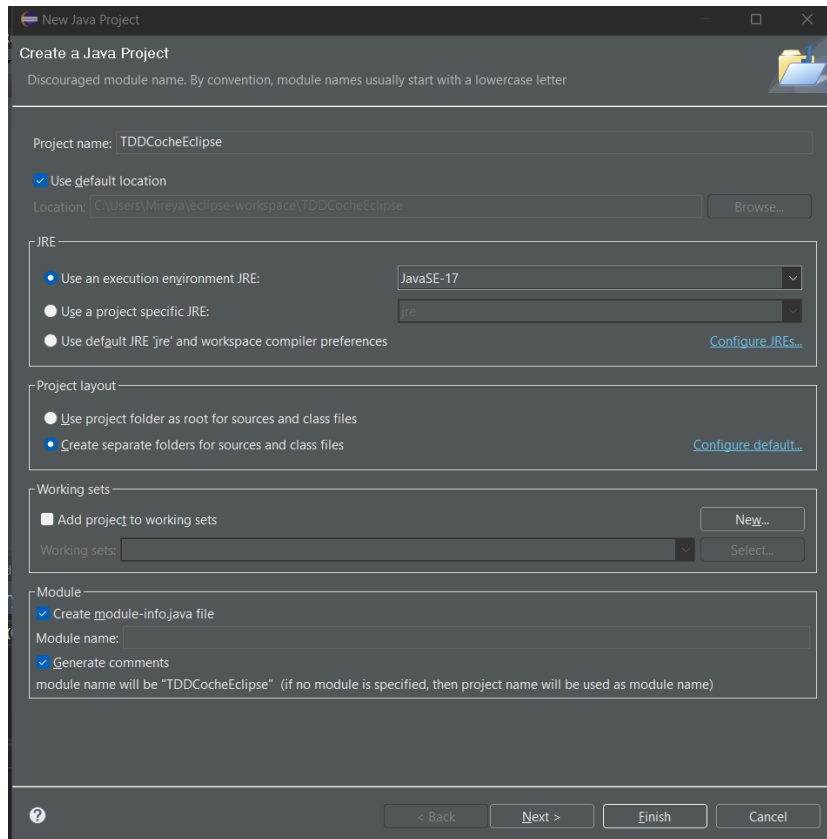 New Java Project
Create a Java Project
Discouraged module name. By convention, module names usually start with a lowercase letter
Project name: TDDCocheEclipse
Use default location
Location: C:\Users\Mireya\eclipse-workspace\TDDCocheEclipse Browse...
JRE
Use an execution environment JRE: JavaSE-17
Use a project specific JRE: jre
Use default JRE 'jre' and workspace compiler preferences Configure JREs...
Project layout
Use project folder as root for sources and class files
Create separate folders for sources and class files Configure default...
Working sets
Add project to working sets New...
Working sets: Select...
Module
Create module-info.java file
Module name:
Generate comments
module name will be "TDDCocheEclipse" (if no module is specified, then project name will be used as module name)
? < Back Next > Finish Cancel